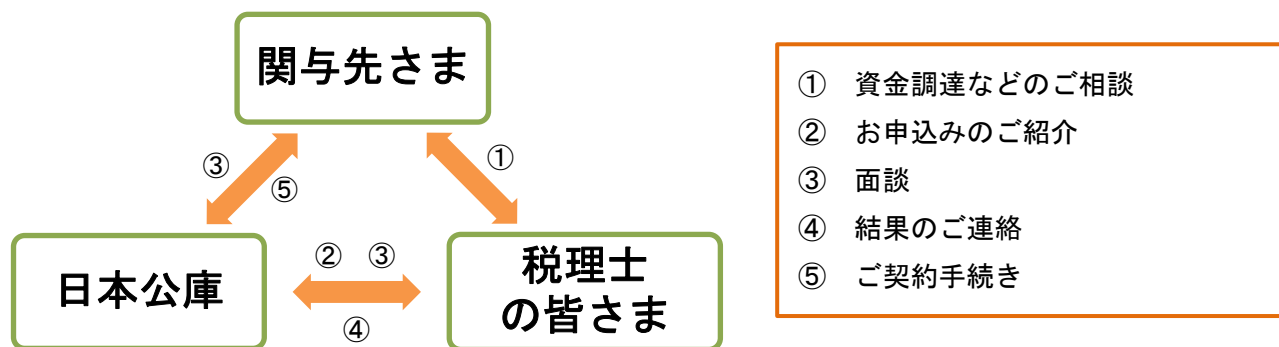 関与先さま
① 資金調達などのご相談
② お申込みのご紹介
③ 面談
④ 結果のご連絡
⑤ ご契約手続き
③
①
⑤
日本公庫
② ③
④
税理士
の皆さま